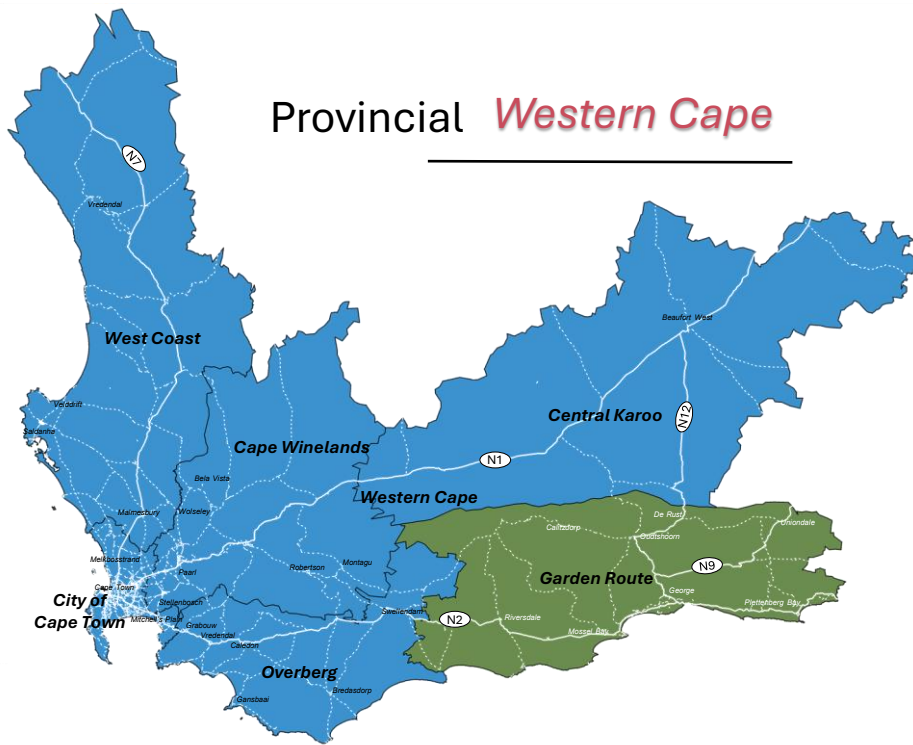 Provincial Western Cape
N7
Vredendal
West Coast
Beaufort West
Velddrift
Saldanha
Central Karoo
N12
Cape Winelands
N1
Bela Vista
Western Cape
Malmesbury
Wolseley
De Rust
Calitzdorp
Uniondale
Oudtshoorn
Melkbosstrand
Paarl
Robertson
Montagu
N9
Garden Route
Cape Town
George
City of
Cape Town
Stellenbosch
Plettenberg Bay
Swellendam
Mitchell's Plain
N2
Riversdale
Grabouw
Mossel Bay
Vredendal
Caledon
Overberg
Bredasdorp
Gansbaai